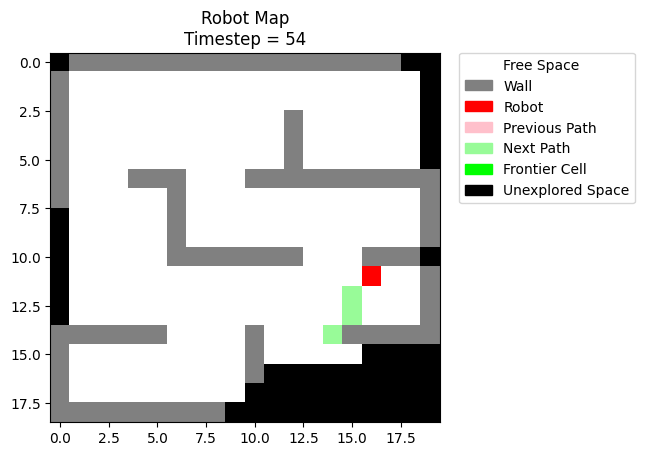 Robot Map
Timestep = 54
0.0
2.5
5.0
7.5
10.0
12.5
15.0
17.5
0.0
2.5
5.0
7.5
10.0
12.5
15.0
17.5
Free Space
Wall
Robot
Previous Path
Next Path
Frontier Cell
Unexplored Space